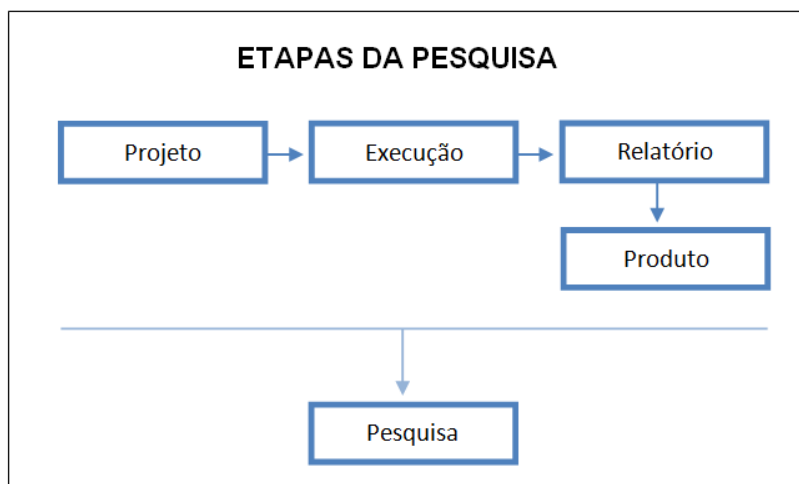 ETAPAS DA PESQUISA
Projeto
Execução
Relatório
Produto
Pesquisa